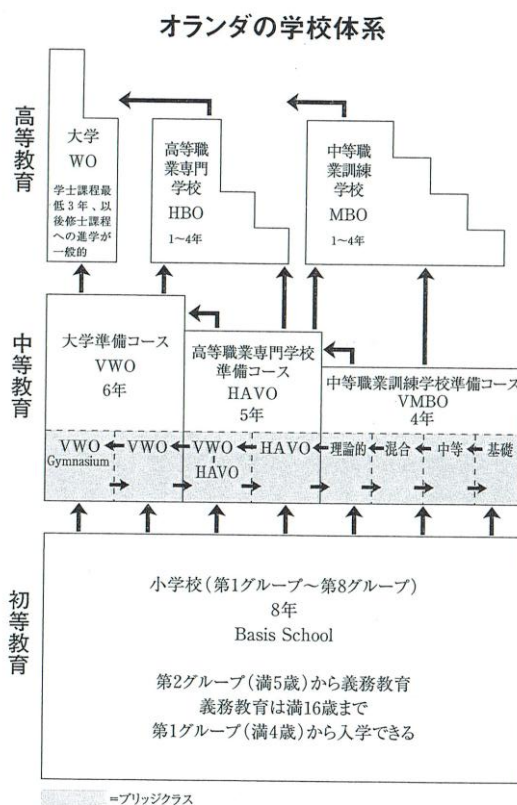 オランダの学校体系
高等教育
大学
WO
学士課程最
低3年、以
後修士課程
への進学が
一般的
高等職
業専門
学校
HBO
1〜4年
中等職
業訓練
学校
MBO
1〜4年
中等教育
大学準備コース
VWO
6年
高等職業専門学校
準備コース
HAVO
5年
中等職業訓練学校準備コース
VMBO
4年
VWO
Gymnasium
VWO
VWO
HAVO
HAVO
理論的
混合
中等
基礎
初等教育
小学校(第1グループ〜第8グループ)
8年
Basis School
第2グループ(満5歳)から義務教育
義務教育は満16歳まで
第1グループ(満4歳)から入学できる
=ブリッジクラス